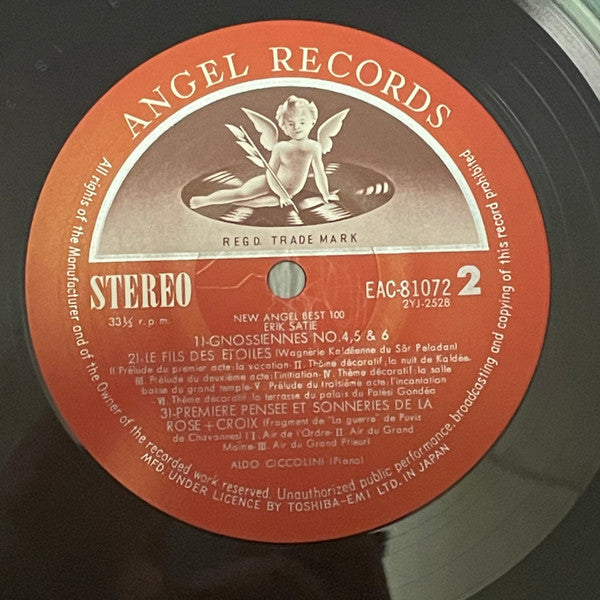 ANGEL RECORDS
REGD. TRADE MARK
STEREO
33⅓ r.p.m.
EAC-81072 2
2YJ-2528
NEW ANGEL BEST 100
ERIK SATIE
1)-GNOSSIENNES NO.4,5 & 6
2)-LE FILS DES ETOILES (Wagnérie Kaldéenne du Sâr Peladan)
(I. Prélude du premier acte: la vocation-II. Thème décoratif: la nuit de Kaldée-
III. Prélude du deuxième acte: l'initiation-IV. Thème décoratif: la salle
basse du grand temple-V. Prélude du troisième acte: l'incantation
-VI. Thème décoratif: la terrasse du palais du Patési Goudéa
3)-PREMIERE PENSEE ET SONNERIES DE LA
ROSE+CROIX (Fragment de "La guerre" de Puvis
de Chavannes) (I. Air de l'Ordre-II. Air du Grand
Maitre-III. Air du Grand Prieur)
ALDO CICCOLINI (Piano)
All rights of the Manufacturer and of the Owner of the recorded work reserved. Unauthorized public performance, broadcasting and copying of this record prohibited
MFD. UNDER LICENCE BY TOSHIBA-EMI LTD. IN JAPAN